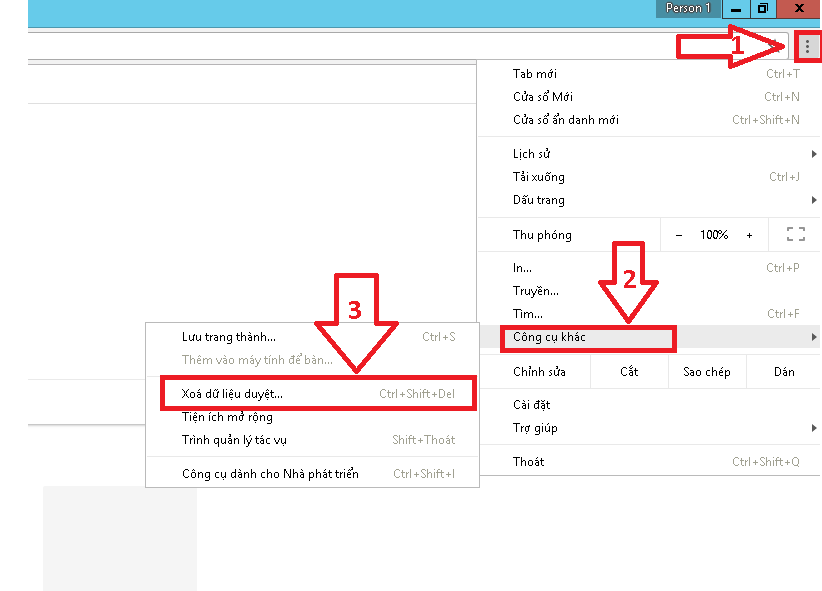 Person 1
1
Tab mới Ctrl+T
Cửa sổ Mới Ctrl+N
Cửa sổ ẩn danh mới Ctrl+Shift+N
Lịch sử
Tải xuống Ctrl+J
Dấu trang
Thu phóng − 100% +
In... Ctrl+P
Truyền...
2
Tìm... Ctrl+F
Công cụ khác
3
Lưu trang thành... Ctrl+S
Thêm vào máy tính để bàn...
Xoá dữ liệu duyệt... Ctrl+Shift+Del
Tiện ích mở rộng
Trình quản lý tác vụ Shift+Thoát
Công cụ dành cho Nhà phát triển Ctrl+Shift+I
Chỉnh sửa Cắt Sao chép Dán
Cài đặt
Trợ giúp
Thoát Ctrl+Shift+Q